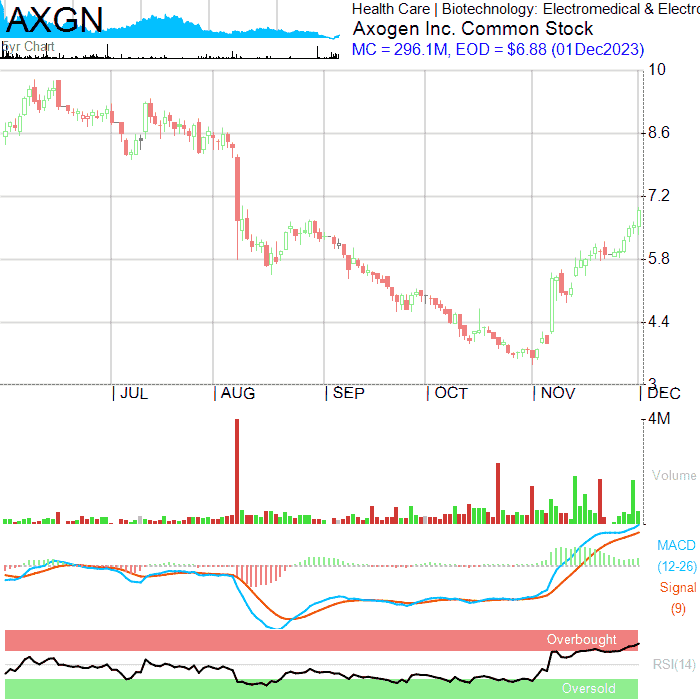 AXGN
5yr Chart
Health Care | Biotechnology: Electromedical & Electro
Axogen Inc. Common Stock
MC = 296.1M, EOD = $6.88 (01Dec2023)
10
8.6
7.2
5.8
4.4
3
| JUL | AUG | SEP | OCT | NOV | DEC
4M
Volume
MACD
(12-26)
Signal
(9)
Overbought
RSI(14)
Oversold